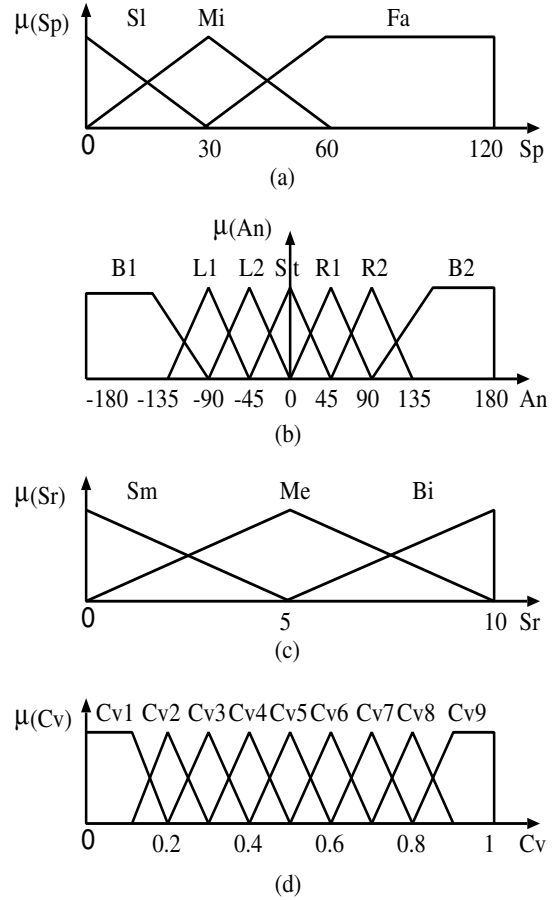 μ(Sp) Sl Mi Fa
0 30 60 120 Sp
(a)
μ(An)
B1 L1 L2 St R1 R2 B2
-180 -135 -90 -45 0 45 90 135 180 An
(b)
μ(Sr) Sm Me Bi
0 5 10 Sr
(c)
μ(Cv) Cv1 Cv2 Cv3 Cv4 Cv5 Cv6 Cv7 Cv8 Cv9
0 0.2 0.4 0.6 0.8 1 Cv
(d)